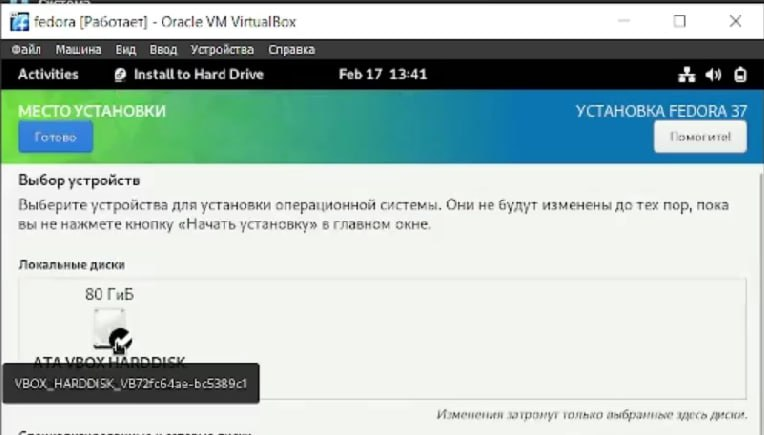 fedora [Работает] - Oracle VM VirtualBox
Файл Машина Вид Ввод Устройства Справка
Activities Install to Hard Drive Feb 17 13:41
МЕСТО УСТАНОВКИ УСТАНОВКА FEDORA 37
Готово Помогите!
Выбор устройств
Выберите устройства для установки операционной системы. Они не будут изменены до тех пор, пока
вы не нажмете кнопку «Начать установку» в главном окне.
Локальные диски
80 ГиБ
ATA VBOX HARDDISK
VBOX_HARDDISK_VB72fc64ae-bc5389c1
Изменения затронут только выбранные здесь диски.